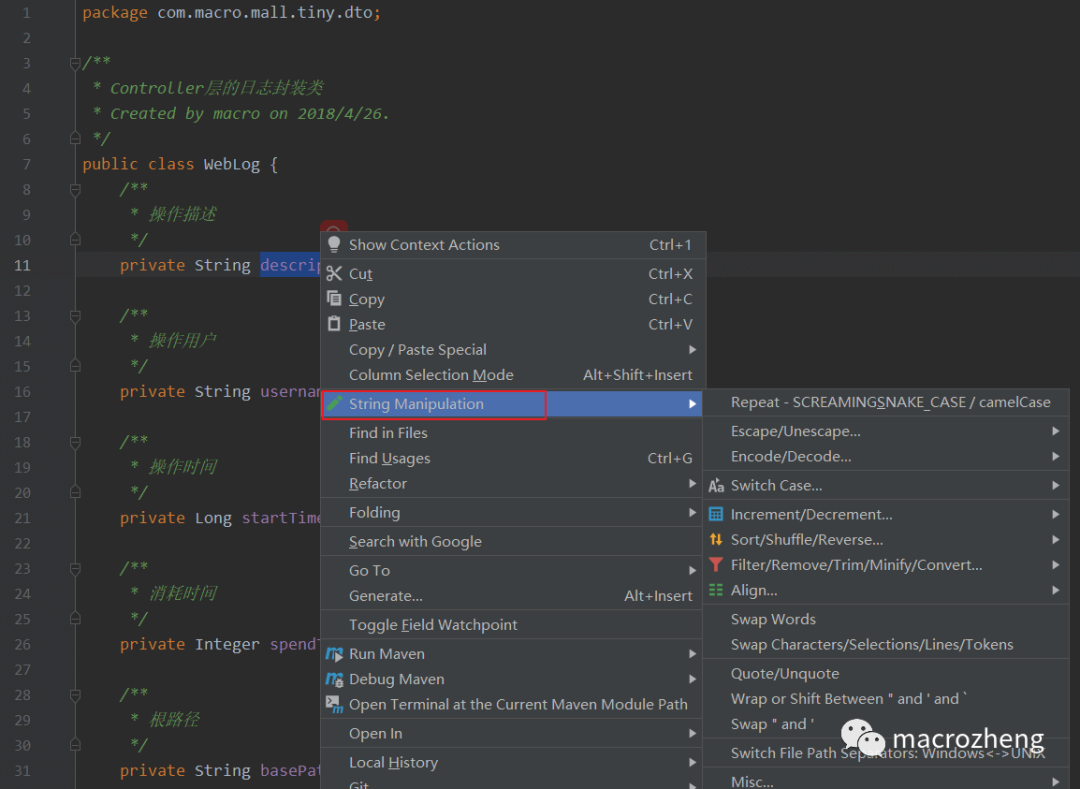 1 package com.macro.mall.tiny.dto;
2
3 /**
4 * Controller层的日志封装类
5 * Created by macro on 2018/4/26.
6 */
7 public class WebLog {
8 /**
9 * 操作描述
10 */
11 private String descrip
12
13 /**
14 * 操作用户
15 */
16 private String usernam
17
18 /**
19 * 操作时间
20 */
21 private Long startTime
22
23 /**
24 * 消耗时间
25 */
26 private Integer spendT
27
28 /**
29 * 根路径
30 */
31 private String basePat
Show Context Actions Ctrl+1
Cut Ctrl+X
Copy Ctrl+C
Paste Ctrl+V
Copy / Paste Special
Column Selection Mode Alt+Shift+Insert
String Manipulation
Find in Files
Find Usages Ctrl+G
Refactor
Folding
Search with Google
Go To
Generate... Alt+Insert
Toggle Field Watchpoint
Run Maven
Debug Maven
Open Terminal at the Current Maven Module Path
Open In
Local History
Git
Repeat - SCREAMINGSNAKE_CASE / camelCase
Escape/Unescape...
Encode/Decode...
Switch Case...
Increment/Decrement...
Sort/Shuffle/Reverse...
Filter/Remove/Trim/Minify/Convert...
Align...
Swap Words
Swap Characters/Selections/Lines/Tokens
Quote/Unquote
Wrap or Shift Between " and ' and `
Swap " and '
Switch File Path Separators: Windows<->UNIX
Misc...
macrozheng